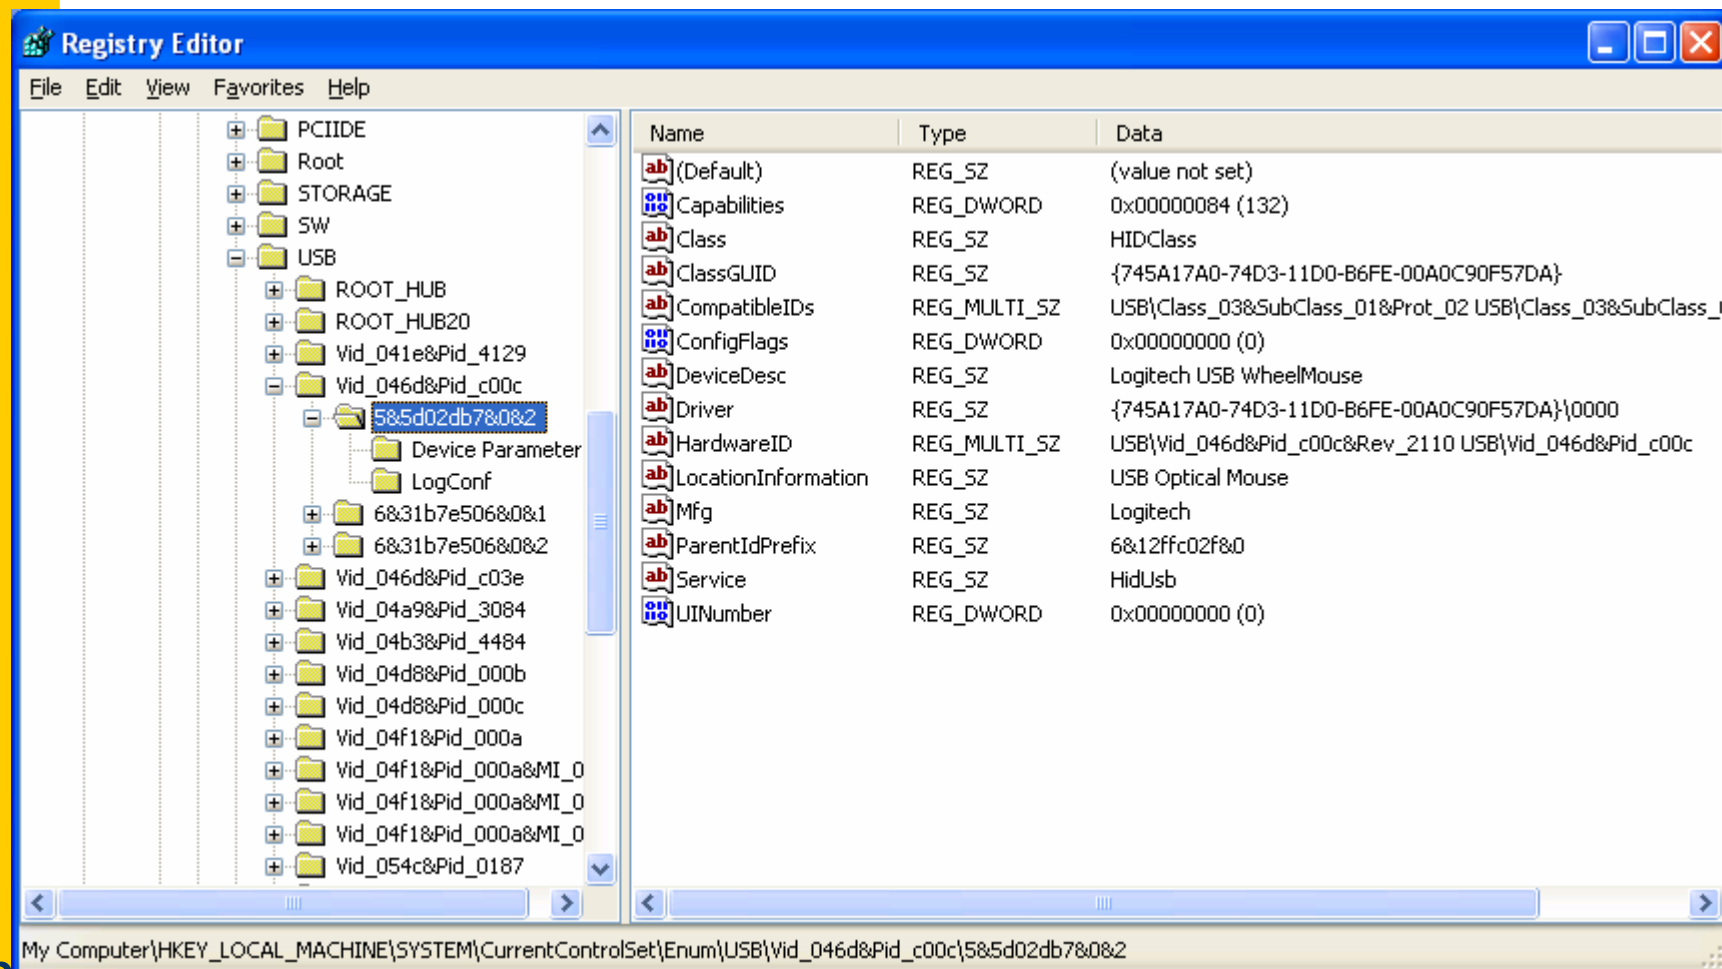 Registry Editor
File Edit View Favorites Help
PCIIDE
Root
STORAGE
SW
USB
ROOT_HUB
ROOT_HUB20
Vid_041e&Pid_4129
Vid_046d&Pid_c00c
5&5d02db7&0&2
Device Parameter
LogConf
6&31b7e506&0&1
6&31b7e506&0&2
Vid_046d&Pid_c03e
Vid_04a9&Pid_3084
Vid_04b3&Pid_4484
Vid_04d8&Pid_000b
Vid_04d8&Pid_000c
Vid_04f1&Pid_000a
Vid_04f1&Pid_000a&MI_0
Vid_04f1&Pid_000a&MI_0
Vid_04f1&Pid_000a&MI_0
Vid_054c&Pid_0187
Name Type Data
(Default) REG_SZ (value not set)
Capabilities REG_DWORD 0x00000084 (132)
Class REG_SZ HIDClass
ClassGUID REG_SZ {745A17A0-74D3-11D0-B6FE-00A0C90F57DA}
CompatibleIDs REG_MULTI_SZ USB\Class_03&SubClass_01&Prot_02 USB\Class_03&SubClass_
ConfigFlags REG_DWORD 0x00000000 (0)
DeviceDesc REG_SZ Logitech USB WheelMouse
Driver REG_SZ {745A17A0-74D3-11D0-B6FE-00A0C90F57DA}\0000
HardwareID REG_MULTI_SZ USB\Vid_046d&Pid_c00c&Rev_2110 USB\Vid_046d&Pid_c00c
LocationInformation REG_SZ USB Optical Mouse
Mfg REG_SZ Logitech
ParentIdPrefix REG_SZ 6&12ffc02f&0
Service REG_SZ HidUsb
UINumber REG_DWORD 0x00000000 (0)
My Computer\HKEY_LOCAL_MACHINE\SYSTEM\CurrentControlSet\Enum\USB\Vid_046d&Pid_c00c\5&5d02db7&0&2